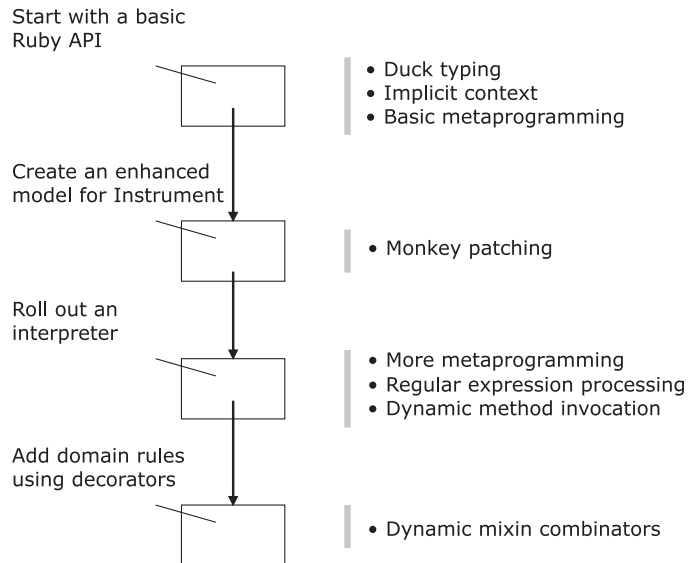 Start with a basic
Ruby API
• Duck typing
• Implicit context
• Basic metaprogramming
Create an enhanced
model for Instrument
• Monkey patching
Roll out an
interpreter
• More metaprogramming
• Regular expression processing
• Dynamic method invocation
Add domain rules
using decorators
• Dynamic mixin combinators